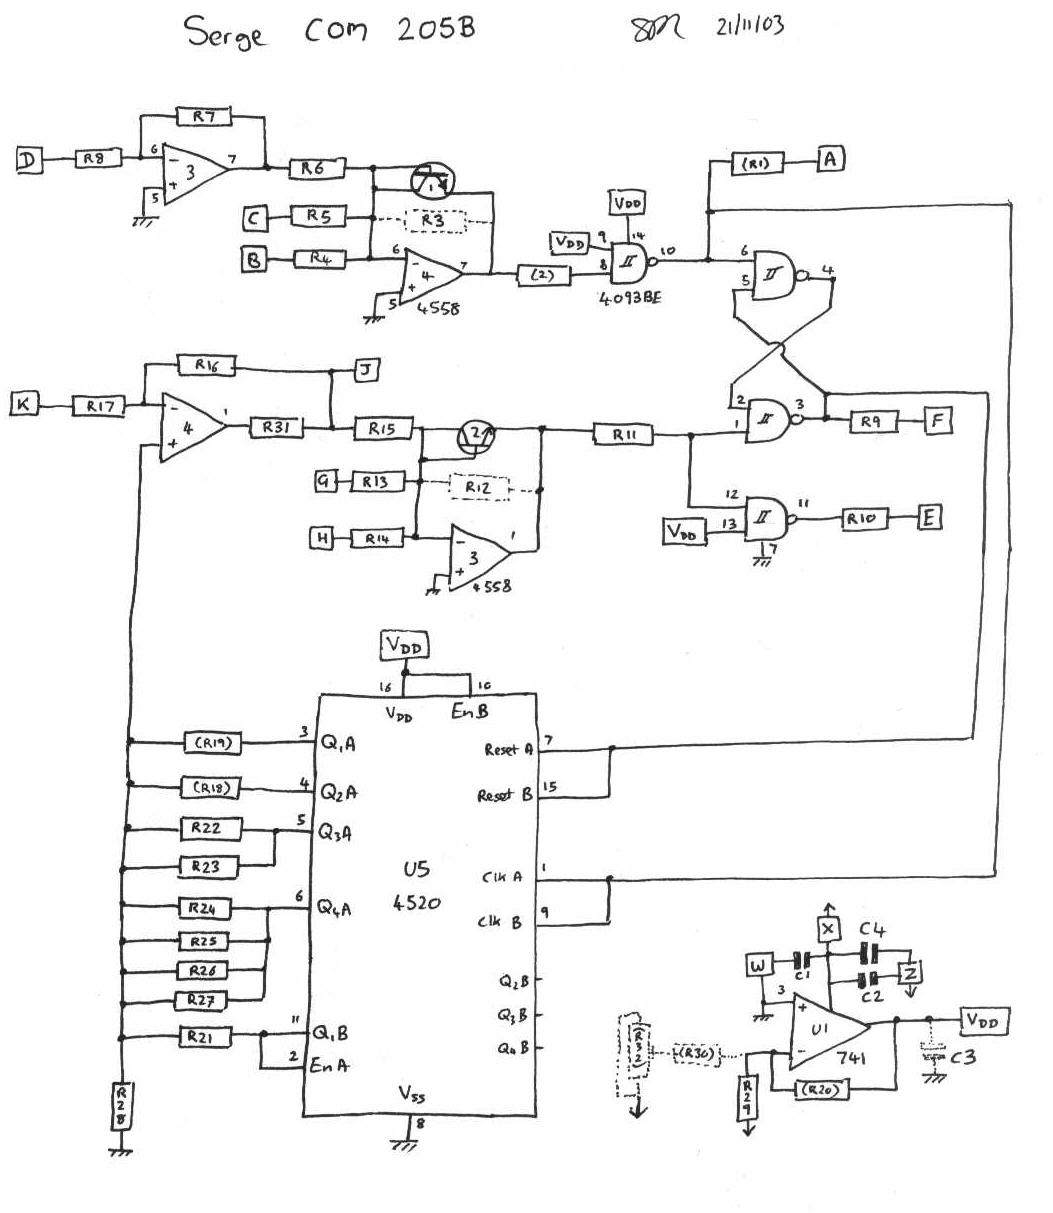 Serge COM 205B
21/11/03
R7
D
R8
6
-
3
7
+
5
R6
1
(R1)
A
C
R5
R3
VDD
B
R4
6
-
4
+
5
7
4558
(2)
VDD
9
14
8
II
10
4093BE
6
5
II
4
R16
J
K
R17
-
4
+
1
R31
R15
2
R11
2
1
II
3
R9
F
G
R13
R12
H
R14
-
3
+
1
4558
12
VDD
13
II
11
17
R10
E
VDD
16
10
VDD
EnB
(R19)
3
Q1A
Reset A
7
(R18)
4
Q2A
Reset B
15
R22
5
Q3A
R23
U5
4520
Clk A
1
R24
6
Q4A
Clk B
9
R25
R26
R27
Q2B
Q3B
R21
11
Q1B
Q4B
2
EnA
R28
VSS
8
X
C4
W
C1
Z
C2
3
+
U1
-
741
VDD
C3
(R32)
(R30)
R29
(R20)